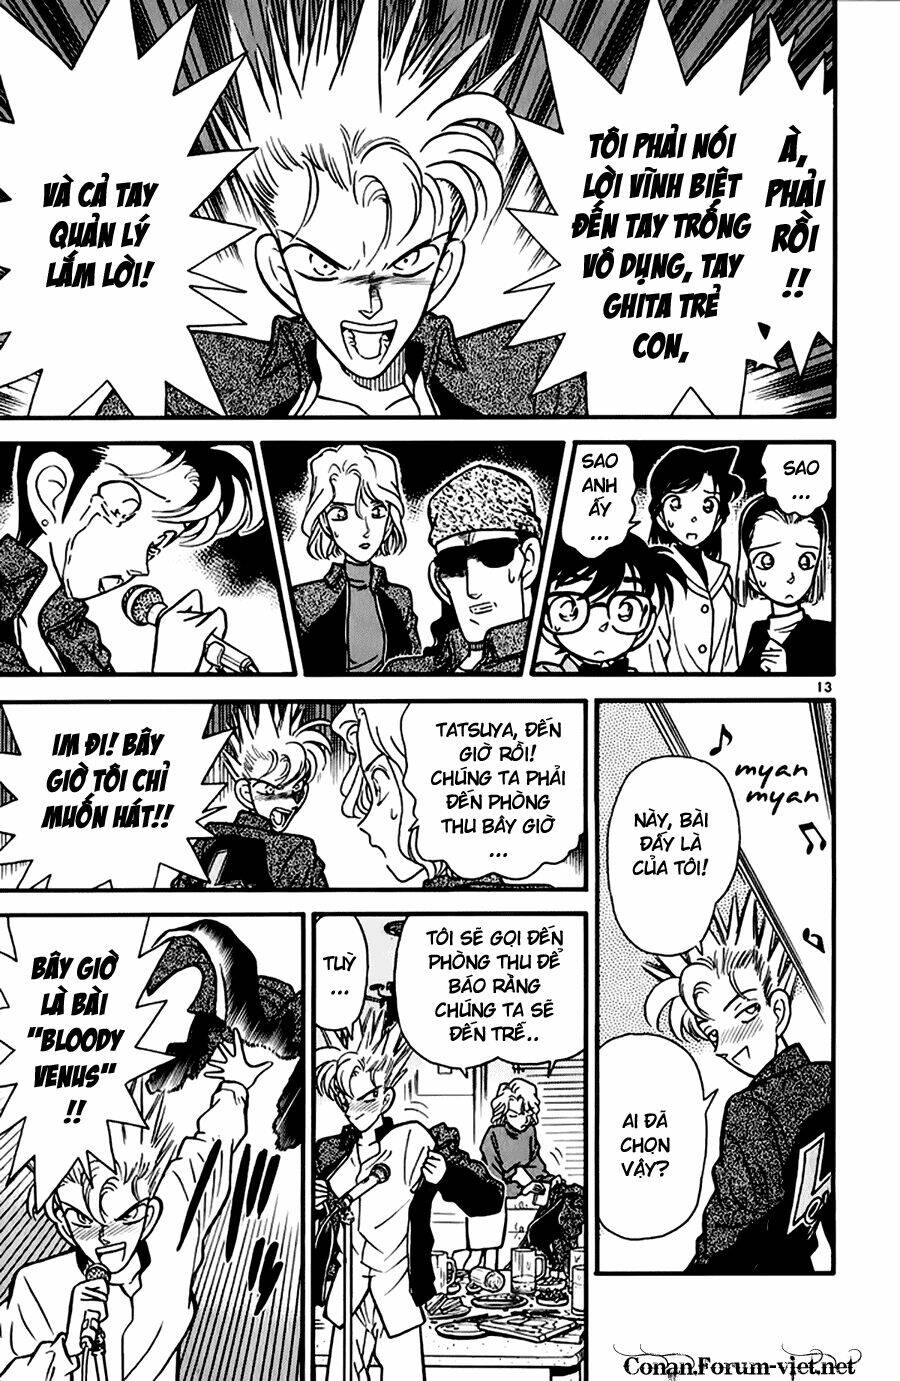 À,
PHẢI
RỒI
!!
TÔI PHẢI NÓI
LỜI VĨNH BIỆT
ĐẾN TAY TRỐNG
VÔ DỤNG, TAY
GHITA TRẺ
CON,
VÀ CẢ TAY
QUẢN LÝ
LẮM LỜI!
SAO
...
SAO
ANH
ẤY
...
13
myan
myan
NÀY, BÀI
ĐẤY LÀ
CỦA TÔI!
AI ĐÃ
CHỌN
VẬY?
TATSUYA, ĐẾN
GIỜ RỒI!
CHÚNG TA PHẢI
ĐẾN PHÒNG
THU BÂY GIỜ
...
IM ĐI! BÂY
GIỜ TÔI CHỈ
MUỐN HÁT!!
TÔI SẼ GỌI ĐẾN
PHÒNG THU ĐỂ
BÁO RẰNG
CHÚNG TA SẼ
ĐẾN TRỄ..
TUỲ
...
BÂY GIỜ
LÀ BÀI
"BLOODY
VENUS"
!!
Conan.Forum-viet.net